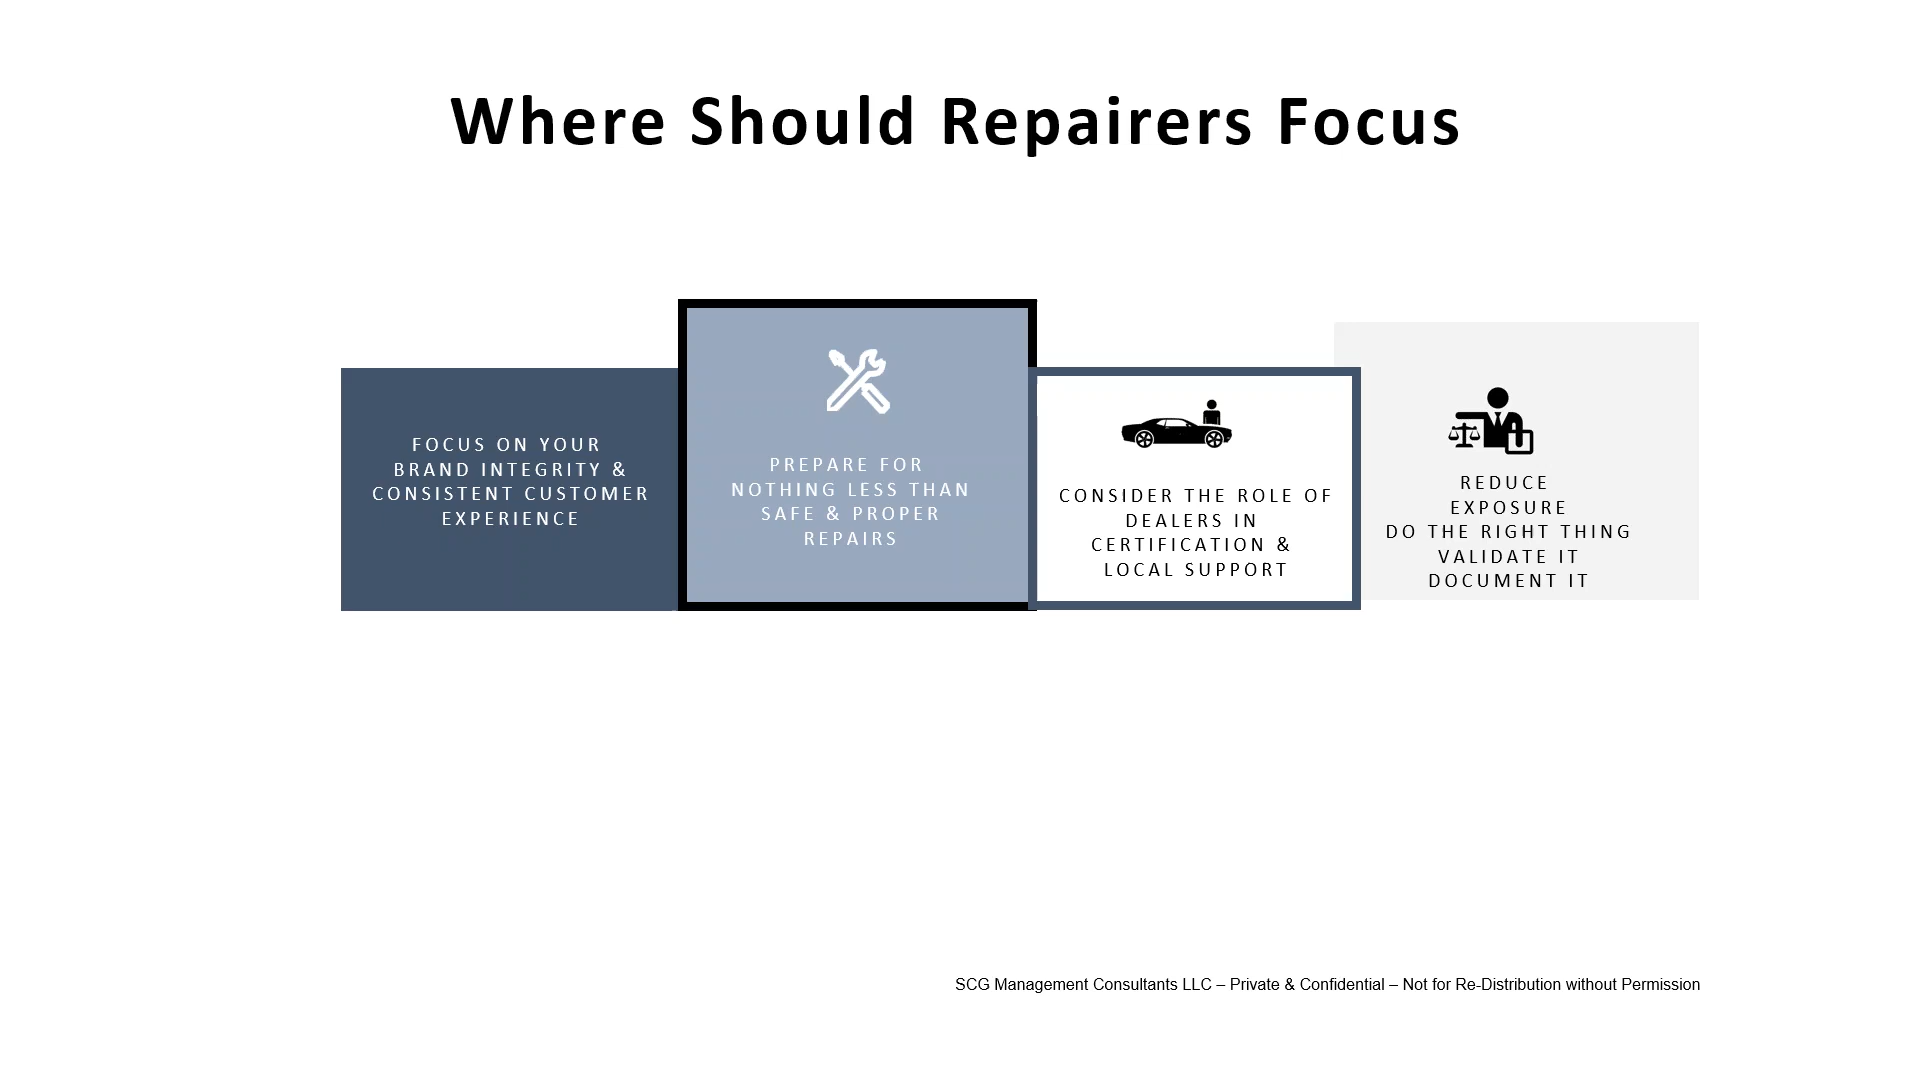 Where Should Repairers Focus
FOCUS ON YOUR
BRAND INTEGRITY &
CONSISTENT CUSTOMER
EXPERIENCE
PREPARE FOR
NOTHING LESS THAN
SAFE & PROPER
REPAIRS
CONSIDER THE ROLE OF
DEALERS IN
CERTIFICATION &
LOCAL SUPPORT
REDUCE
EXPOSURE
DO THE RIGHT THING
VALIDATE IT
DOCUMENT IT
SCG Management Consultants LLC – Private & Confidential – Not for Re-Distribution without Permission